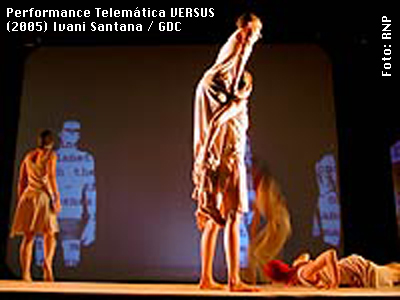 Performance Telemática VERSUS
(2005) Ivani Santana / GDC
Foto: RNP